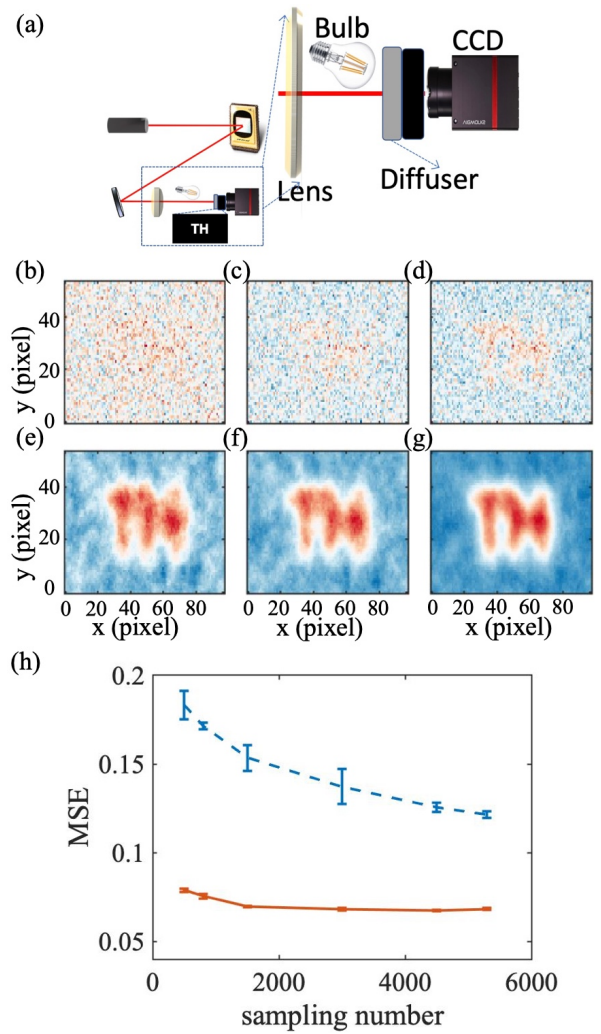 (a)
Bulb
CCD
Diffuser
Lens
TH
(b)
(c)
(d)
y (pixel)
40
20
0
(e)
(f)
(g)
y (pixel)
40
20
0
0 20 40 60 80
0 20 40 60 80
0 20 40 60 80
x (pixel)
x (pixel)
x (pixel)
(h)
MSE
0.2
0.15
0.1
0.05
0 2000 4000 6000
sampling number